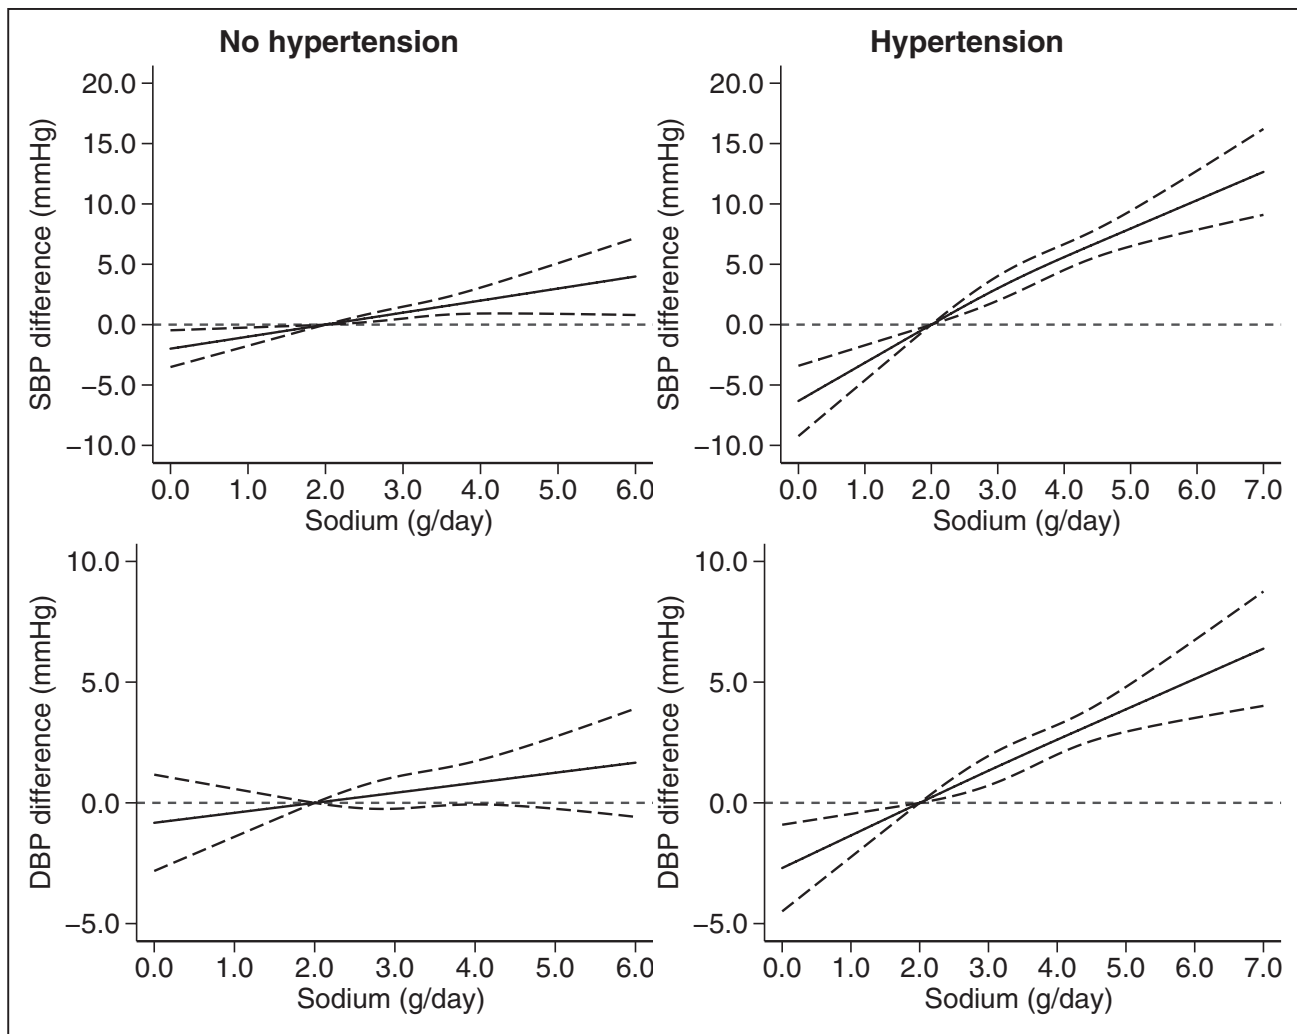 No hypertension
20.0
15.0
10.0
5.0
0.0
−5.0
−10.0
SBP difference (mmHg)
0.0 1.0 2.0 3.0 4.0 5.0 6.0
Sodium (g/day)
Hypertension
20.0
15.0
10.0
5.0
0.0
−5.0
−10.0
SBP difference (mmHg)
0.0 1.0 2.0 3.0 4.0 5.0 6.0 7.0
Sodium (g/day)
10.0
5.0
0.0
−5.0
DBP difference (mmHg)
0.0 1.0 2.0 3.0 4.0 5.0 6.0
Sodium (g/day)
10.0
5.0
0.0
−5.0
DBP difference (mmHg)
0.0 1.0 2.0 3.0 4.0 5.0 6.0 7.0
Sodium (g/day)